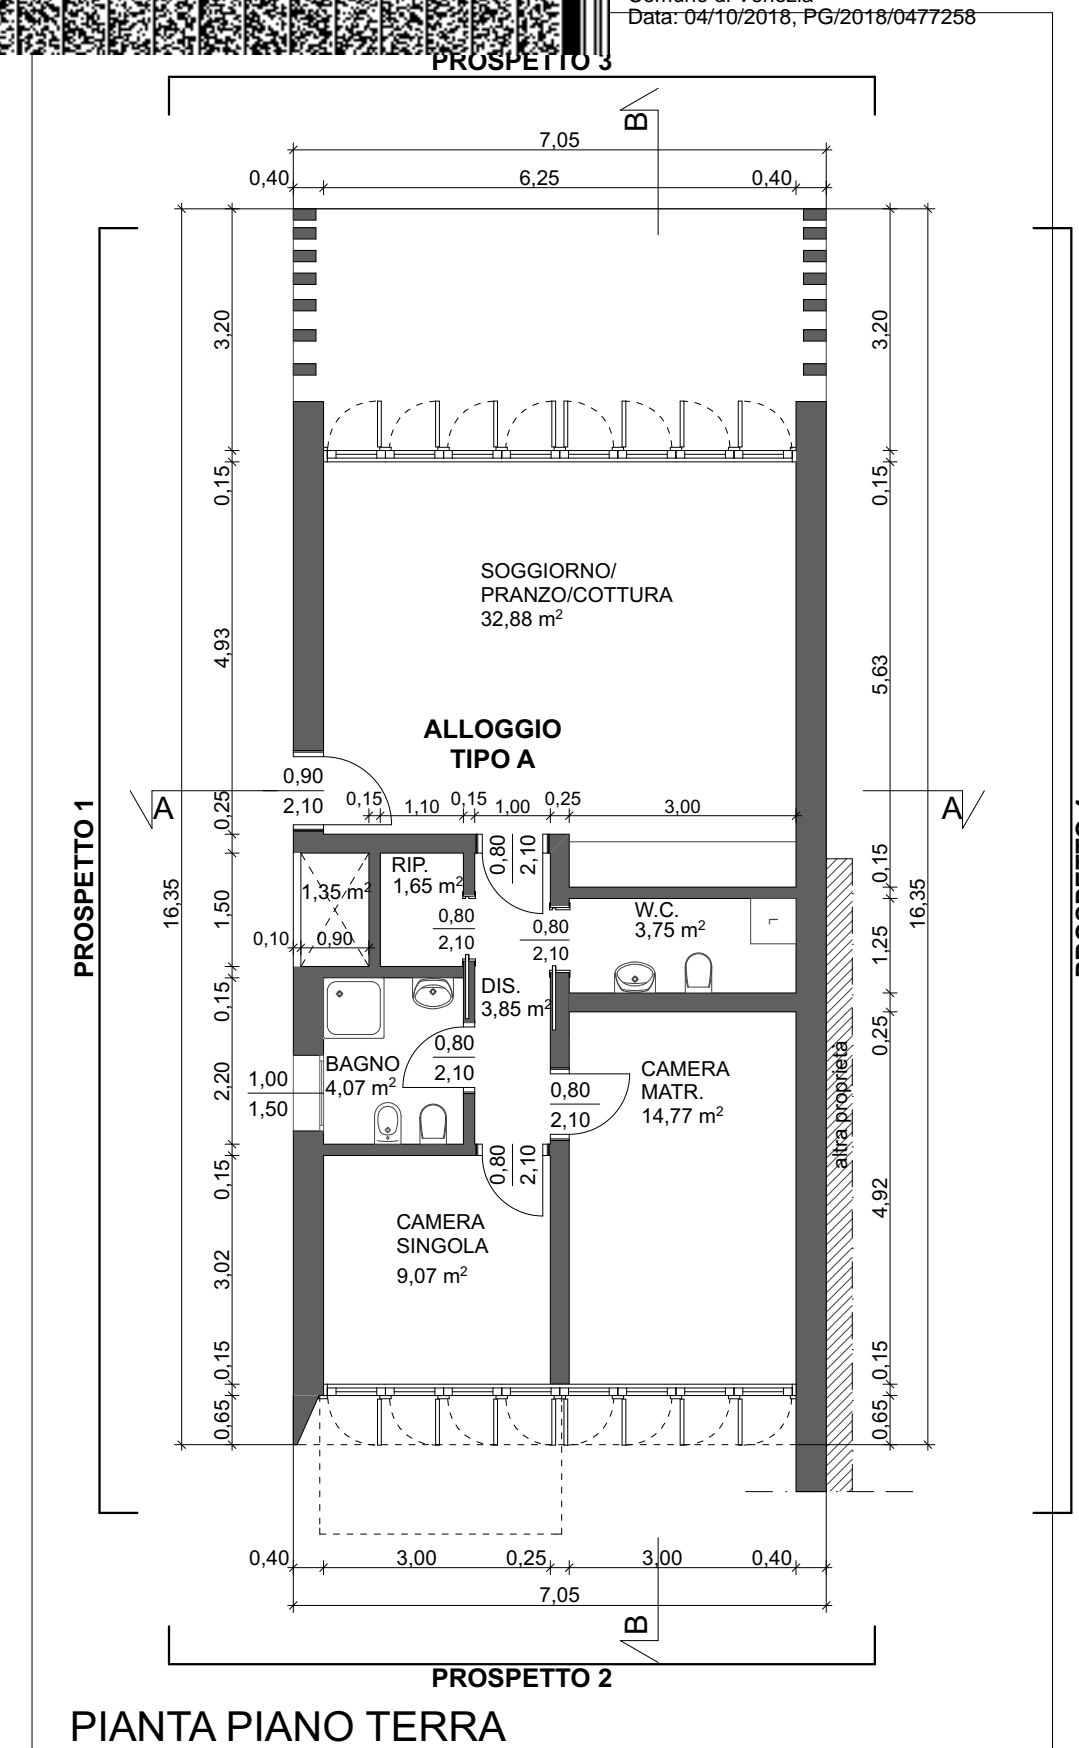 Data: 04/10/2018, PG/2018/0477258
PROSPETTO 3
B
7,05
0,40 6,25 0,40
3,20
3,20
0,15
0,15
SOGGIORNO/
PRANZO/COTTURA
32,88 m²
4,93
5,63
ALLOGGIO
TIPO A
0,90
2,10
A
A
0,25
0,15 1,10 0,15 1,00 0,25 3,00
PROSPETTO 1
16,35
16,35
0,80
2,10
0,15
RIP.
1,65 m²
1,35 m²
1,50
0,10 0,90
0,80
2,10
0,80
2,10
W.C.
3,75 m²
1,25
DIS.
3,85 m²
0,15
0,25
BAGNO
4,07 m²
2,20
1,00
1,50
0,80
2,10
0,80
2,10
CAMERA
MATR.
14,77 m²
altra proprietà
0,80
2,10
0,15
4,92
CAMERA
SINGOLA
9,07 m²
3,02
0,15
0,15
0,65
0,65
0,40 3,00 0,25 3,00 0,40
7,05
B
PROSPETTO 2
PIANTA PIANO TERRA